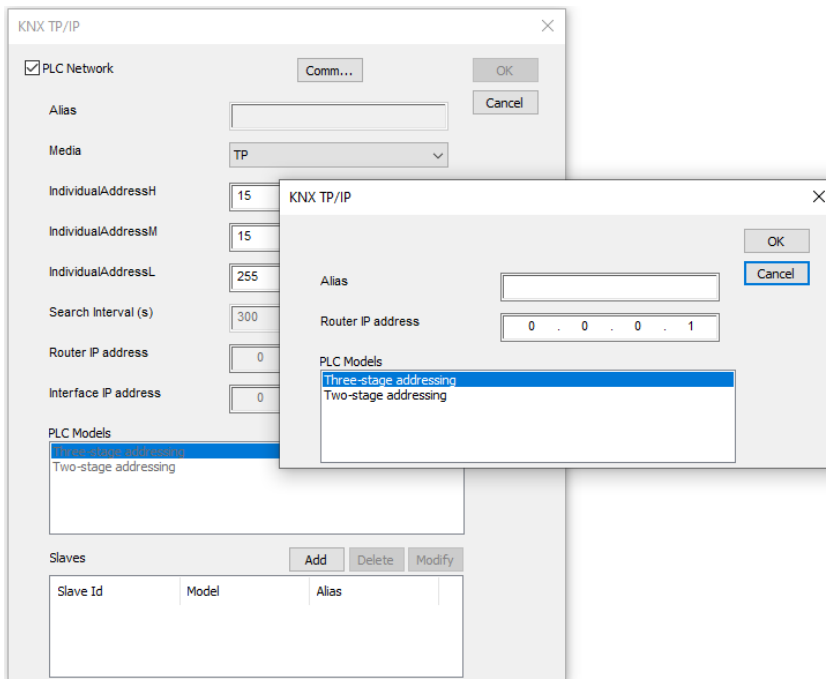 KNX TP/IP
PLC Network
Comm...
OK
Cancel
Alias
Media
TP
IndividualAddressH
15
IndividualAddressM
15
IndividualAddressL
255
Search Interval (s)
300
Router IP address
0
Interface IP address
0
PLC Models
Three-stage addressing
Two-stage addressing
Slaves
Add
Delete
Modify
Slave Id Model Alias
KNX TP/IP
OK
Cancel
Alias
Router IP address
0 . 0 . 0 . 1
PLC Models
Three-stage addressing
Two-stage addressing